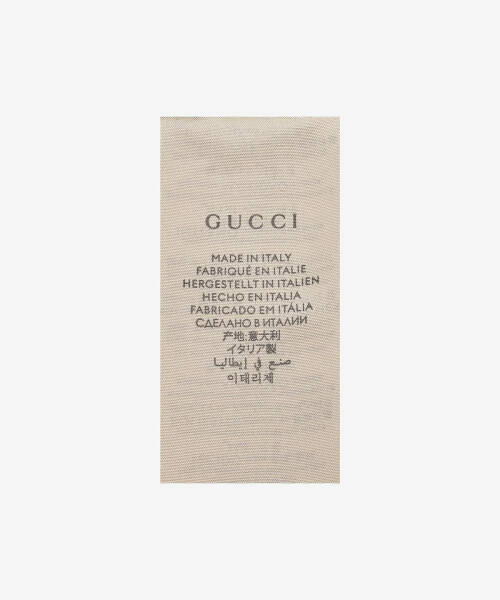 GUCCI
MADE IN ITALY
FABRIQUÉ EN ITALIE
HERGESTELLT IN ITALIEN
HECHO EN ITALIA
FABRICADO EM ITÁLIA
СДЕЛАНО В ИТАЛИИ
产地:意大利
イタリア製
صنع في إيطاليا
이태리제